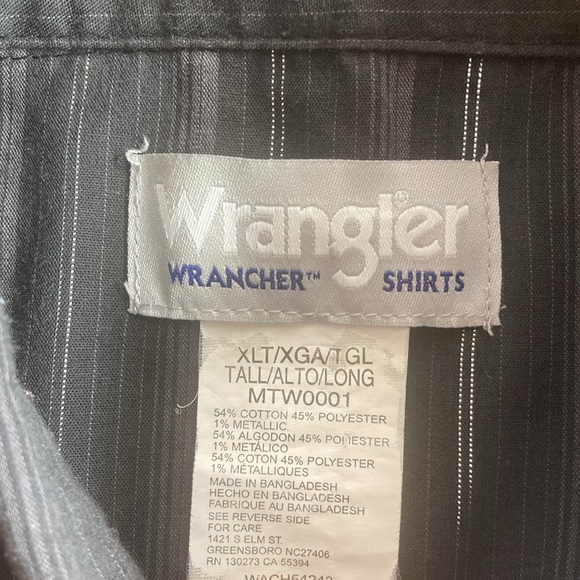 Wrangler®
WRANCHER™ SHIRTS
XLT/XGA/TGL
TALL/ALTO/LONG
MTW0001
54% COTTON 45% POLYESTER
1% METALLIC.
54% ALGODON 45% POLIESTER
1% METÁLICO
54% COTON 45% POLYESTER
1% MÉTALLIQUES
MADE IN BANGLADESH
HECHO EN BANGLADESH
FABRIQUE AU BANGLADESH
SEE REVERSE SIDE
FOR CARE
1421 S ELM ST.
GREENSBORO NC27406
RN 130273 CA 55394